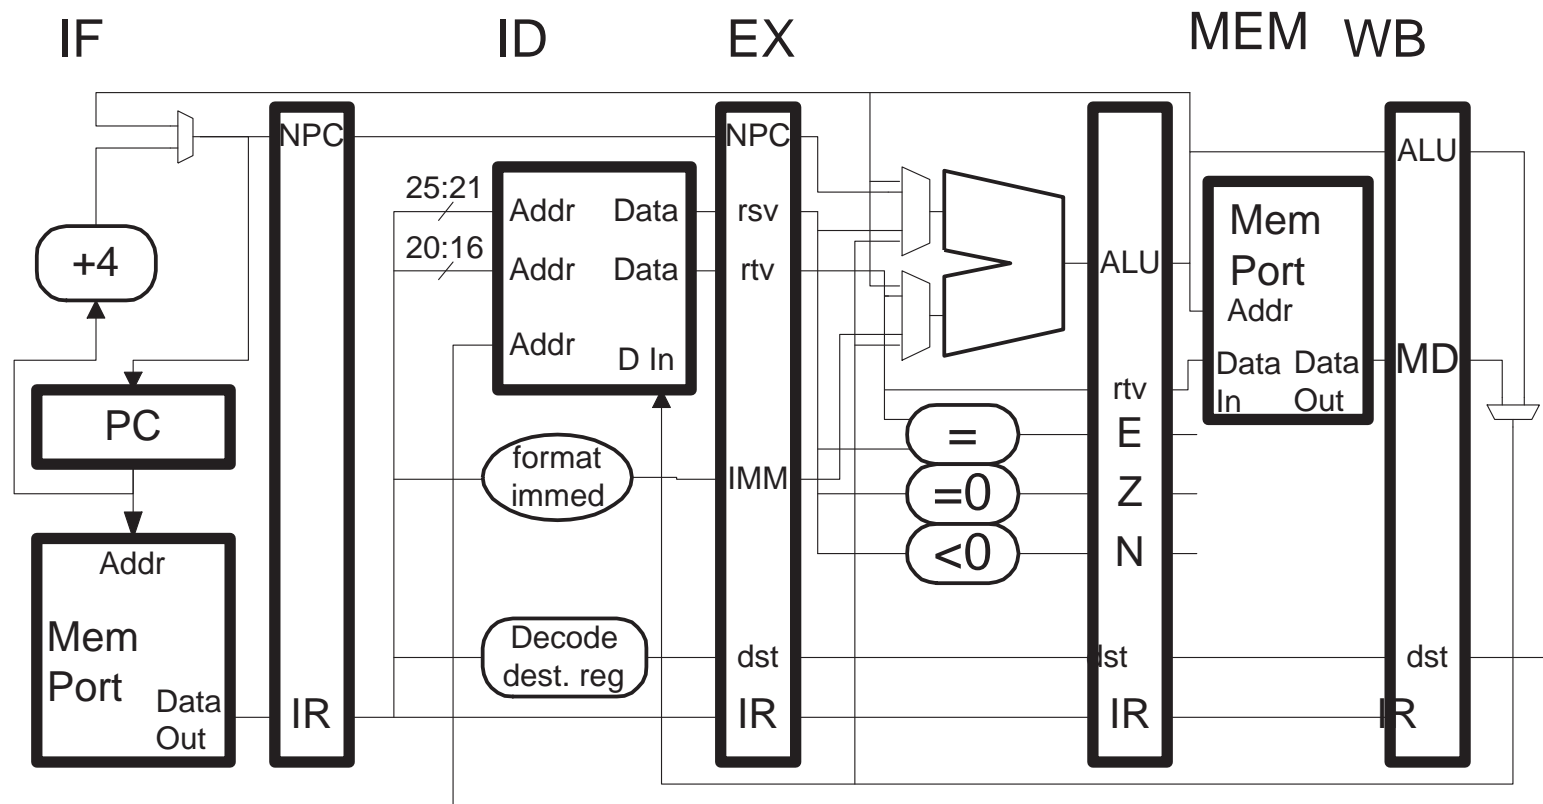 IF
ID
EX
MEM
WB
NPC
NPC
ALU
25:21
Addr
Data
rsv
20:16
Addr
Data
rtv
Addr
D In
+4
PC
Addr
Mem
Port
Data
Out
IR
format
immed
IMM
Decode
dest. reg
dst
IR
=
=0
<0
ALU
rtv
E
Z
N
dst
IR
Mem
Port
Addr
Data
In
Data
Out
MD
dst
IR